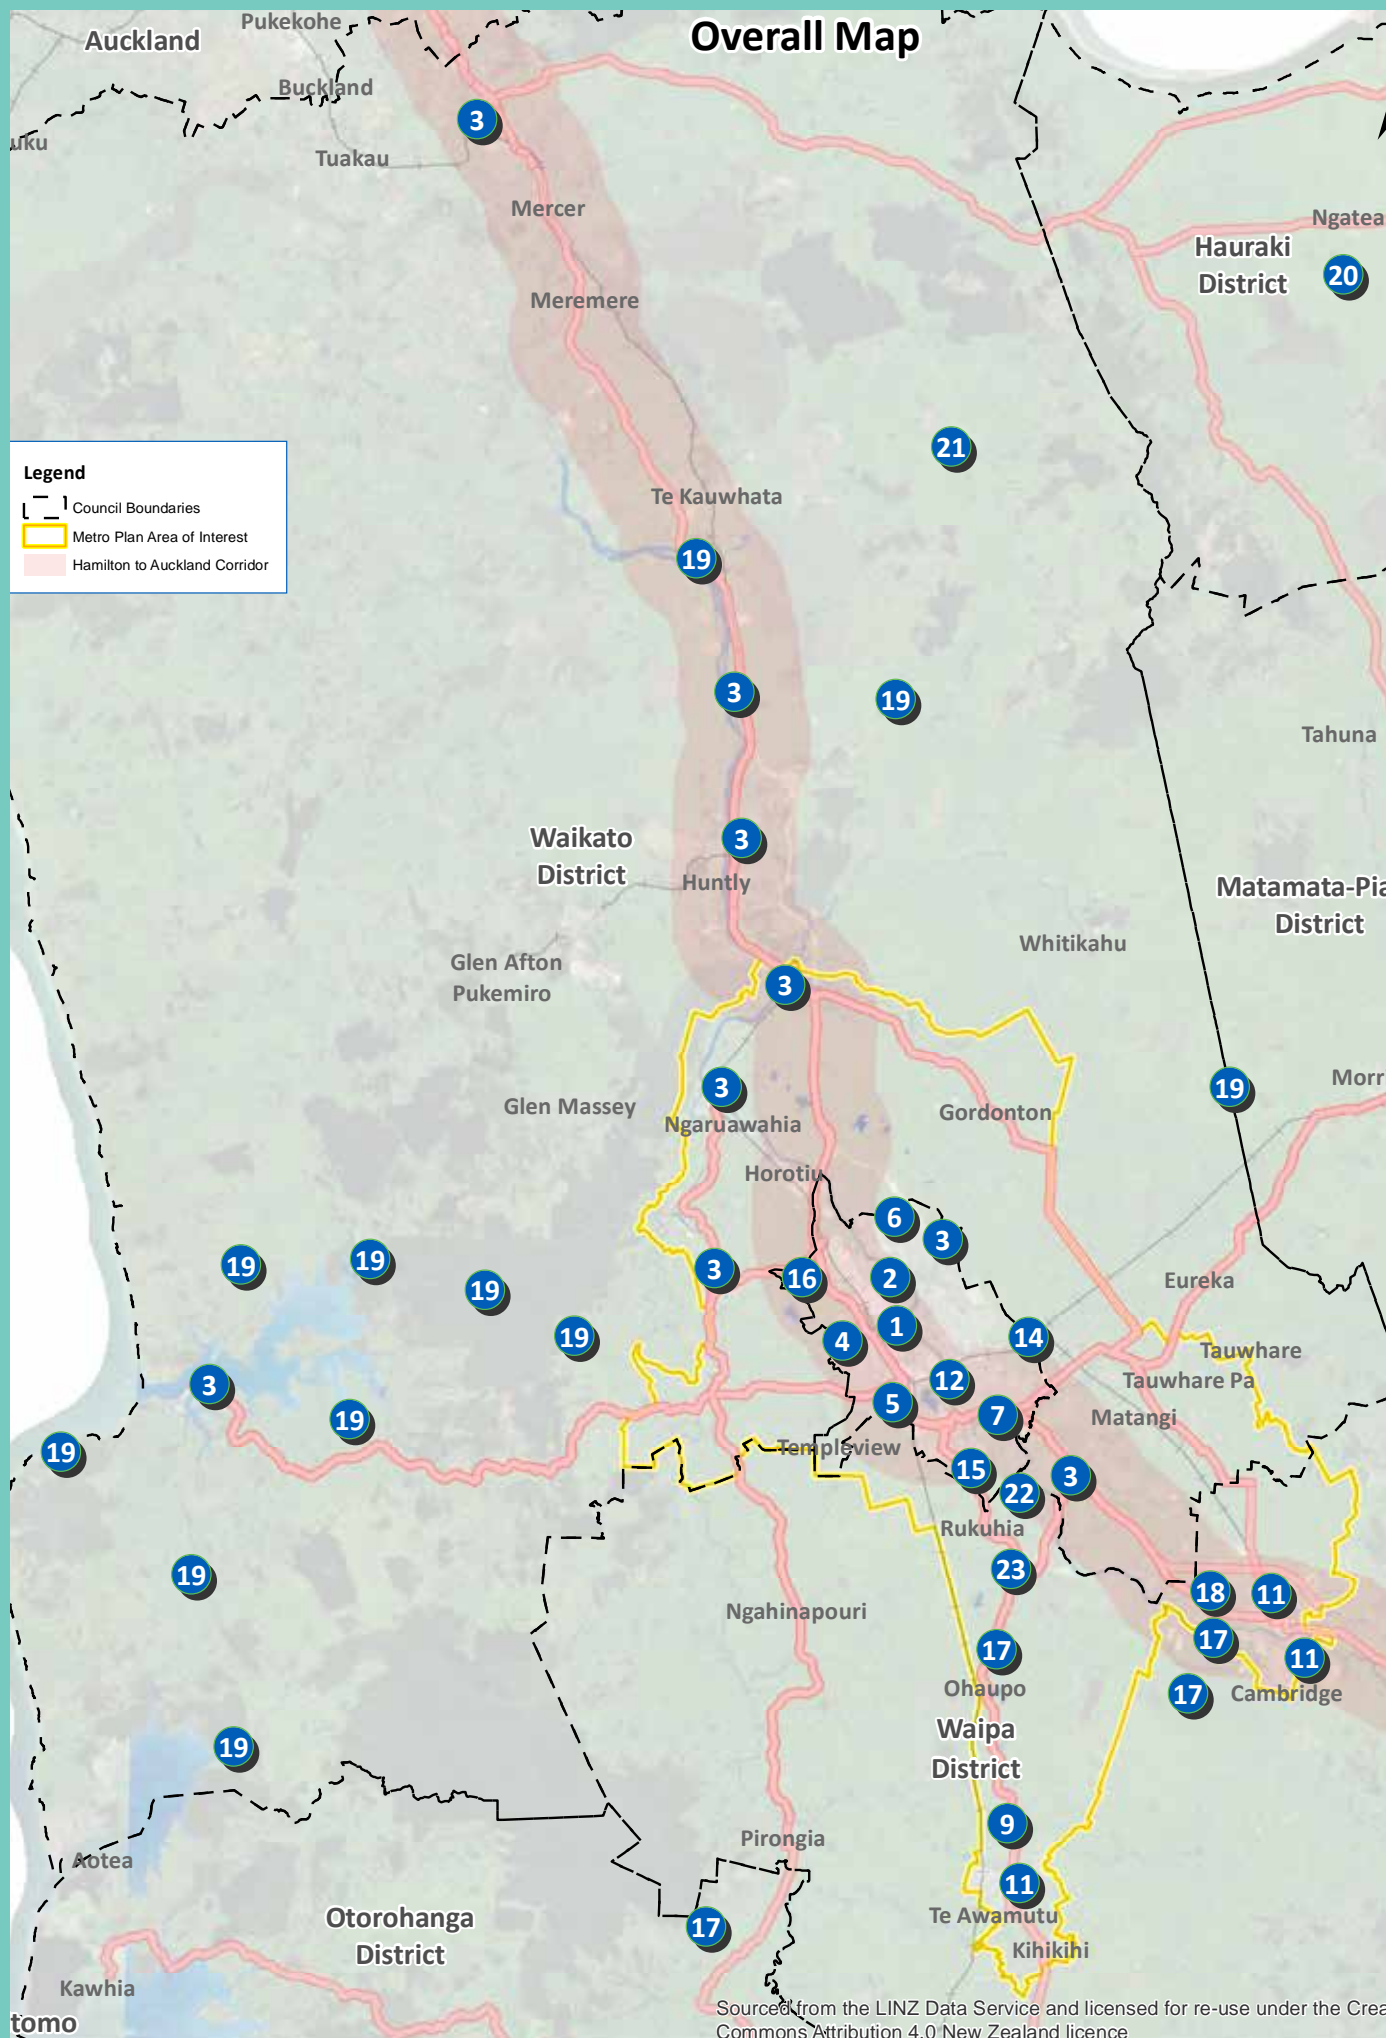 Overall Map
Pukekohe
Auckland
Buckland
3
uku
Tuakau
Mercer
Ngatea
Hauraki
District
20
Meremere
21
Legend
Council Boundaries
Metro Plan Area of Interest
Hamilton to Auckland Corridor
Te Kauwhata
19
3
19
Tahuna
Waikato
District
3
Huntly
Matamata-Pia
District
Whitikahu
Glen Afton
Pukemiro
3
3
19
Morr
Glen Massey
Ngaruawahia
Gordonton
Horotiu
6
3
19
19
19
3
16
2
Eureka
19
4
1
14
Tauwhare
3
12
Tauwhare Pa
19
5
7
Matangi
19
Templeview
15
22
3
Rukuhia
19
23
18
11
Ngahinapouri
17
17
11
Ohaupo
17
Cambridge
Waipa
District
19
9
Pirongia
Aotea
11
Otorohanga
District
17
Te Awamutu
Kihikihi
Kawhia
tomo
Sourced from the LINZ Data Service and licensed for re-use under the Crea
Commons Attribution 4.0 New Zealand licence